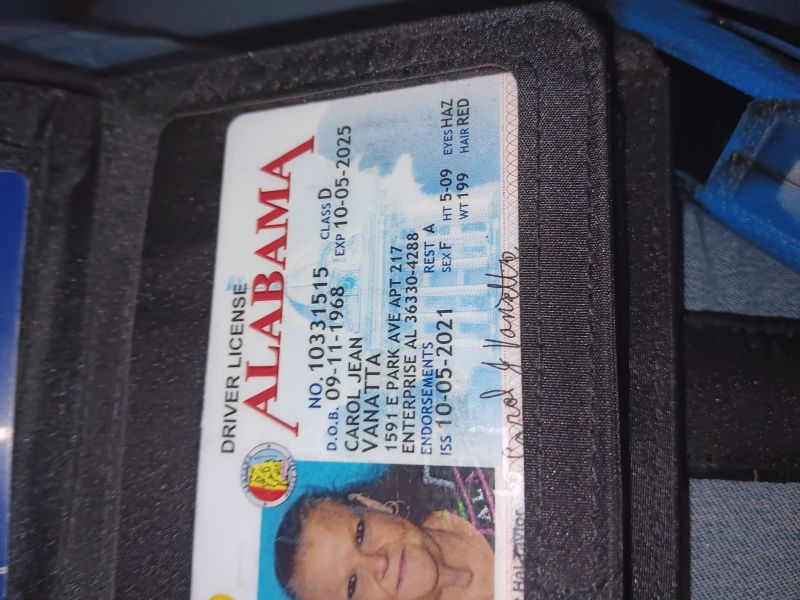 DRIVER LICENSE
ALABAMA
NO. 10331515 CLASS D
D.O.B. 09-11-1968 EXP 10-05-2025
CAROL JEAN
VANATTA
1591 E PARK AVE APT 217
ENTERPRISE AL 36330-4288
ENDORSEMENTS REST A
ISS 10-05-2021 SEX F HT 5-09 EYES HAZ
WT 199 HAIR RED
Carol J Vanatta